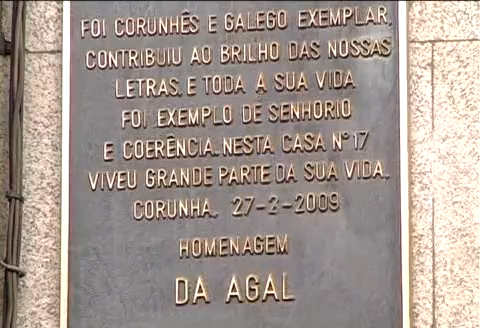 FOI CORUNHÊS E GALEGO EXEMPLAR,
CONTRIBUIU AO BRILHO DAS NOSSAS
LETRAS. E TODA A SUA VIDA
FOI EXEMPLO DE SENHORIO
E COERÊNCIA. NESTA CASA Nº 17
VIVEU GRANDE PARTE DA SUA VIDA.
CORUNHA, 27-2-2009
HOMENAGEM
DA AGAL